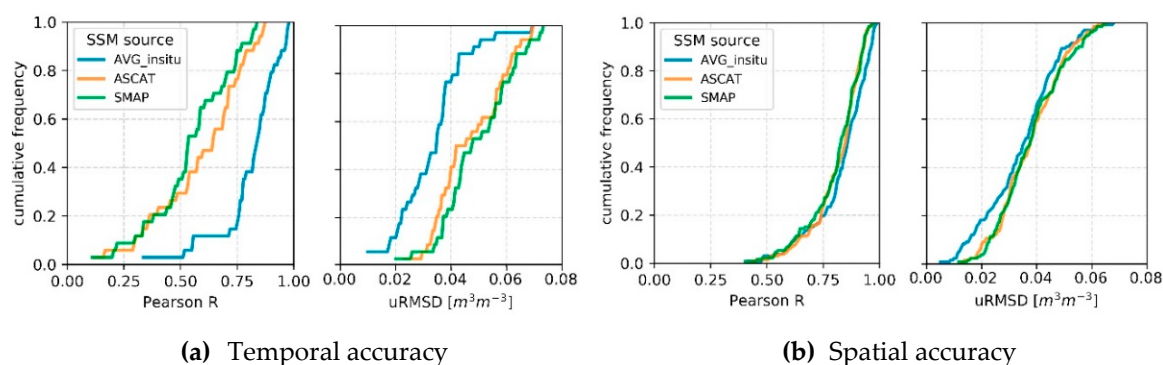 1.0
0.8
0.6
0.4
0.2
0.0
cumulative frequency
SSM source
AVG_insitu
ASCAT
SMAP
0.00 0.25 0.50 0.75 1.00
Pearson R
0.00 0.02 0.04 0.06 0.08
uRMSD [m³m⁻³]
(a) Temporal accuracy
1.0
0.8
0.6
0.4
0.2
0.0
cumulative frequency
SSM source
AVG_insitu
ASCAT
SMAP
0.00 0.25 0.50 0.75 1.00
Pearson R
0.00 0.02 0.04 0.06 0.08
uRMSD [m³m⁻³]
(b) Spatial accuracy